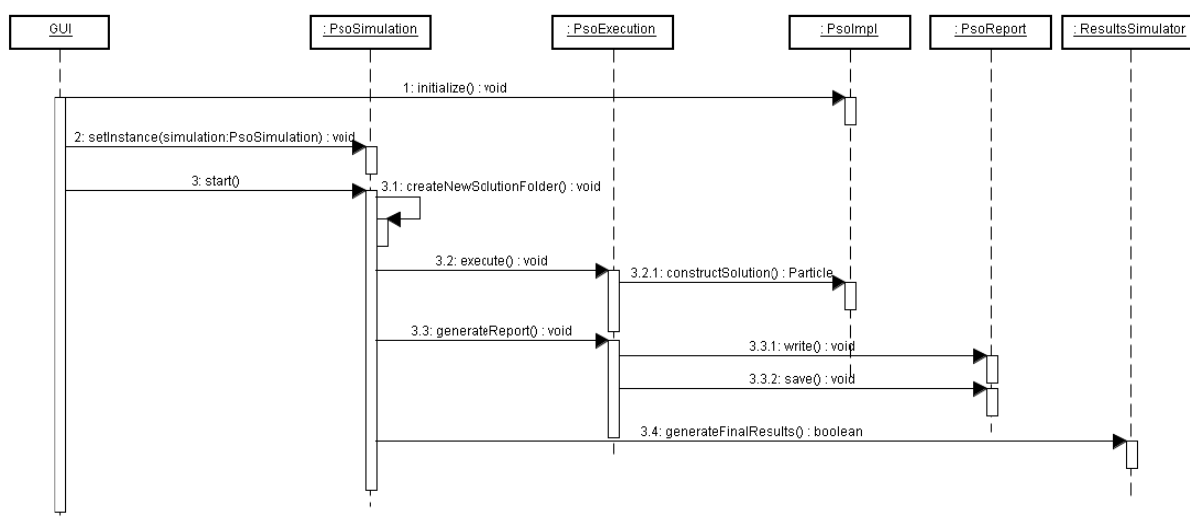 GUI
: PsoSimulation
: PsoExecution
: PsoImpl
: PsoReport
: ResultsSimulator
1: initialize() : void
2: setInstance(simulation:PsoSimulation) : void
3: start()
3.1: createNewSolutionFolder() : void
3.2: execute() : void
3.2.1: constructSolution() : Particle
3.3: generateReport() : void
3.3.1: write() : void
3.3.2: save() : void
3.4: generateFinalResults() : boolean